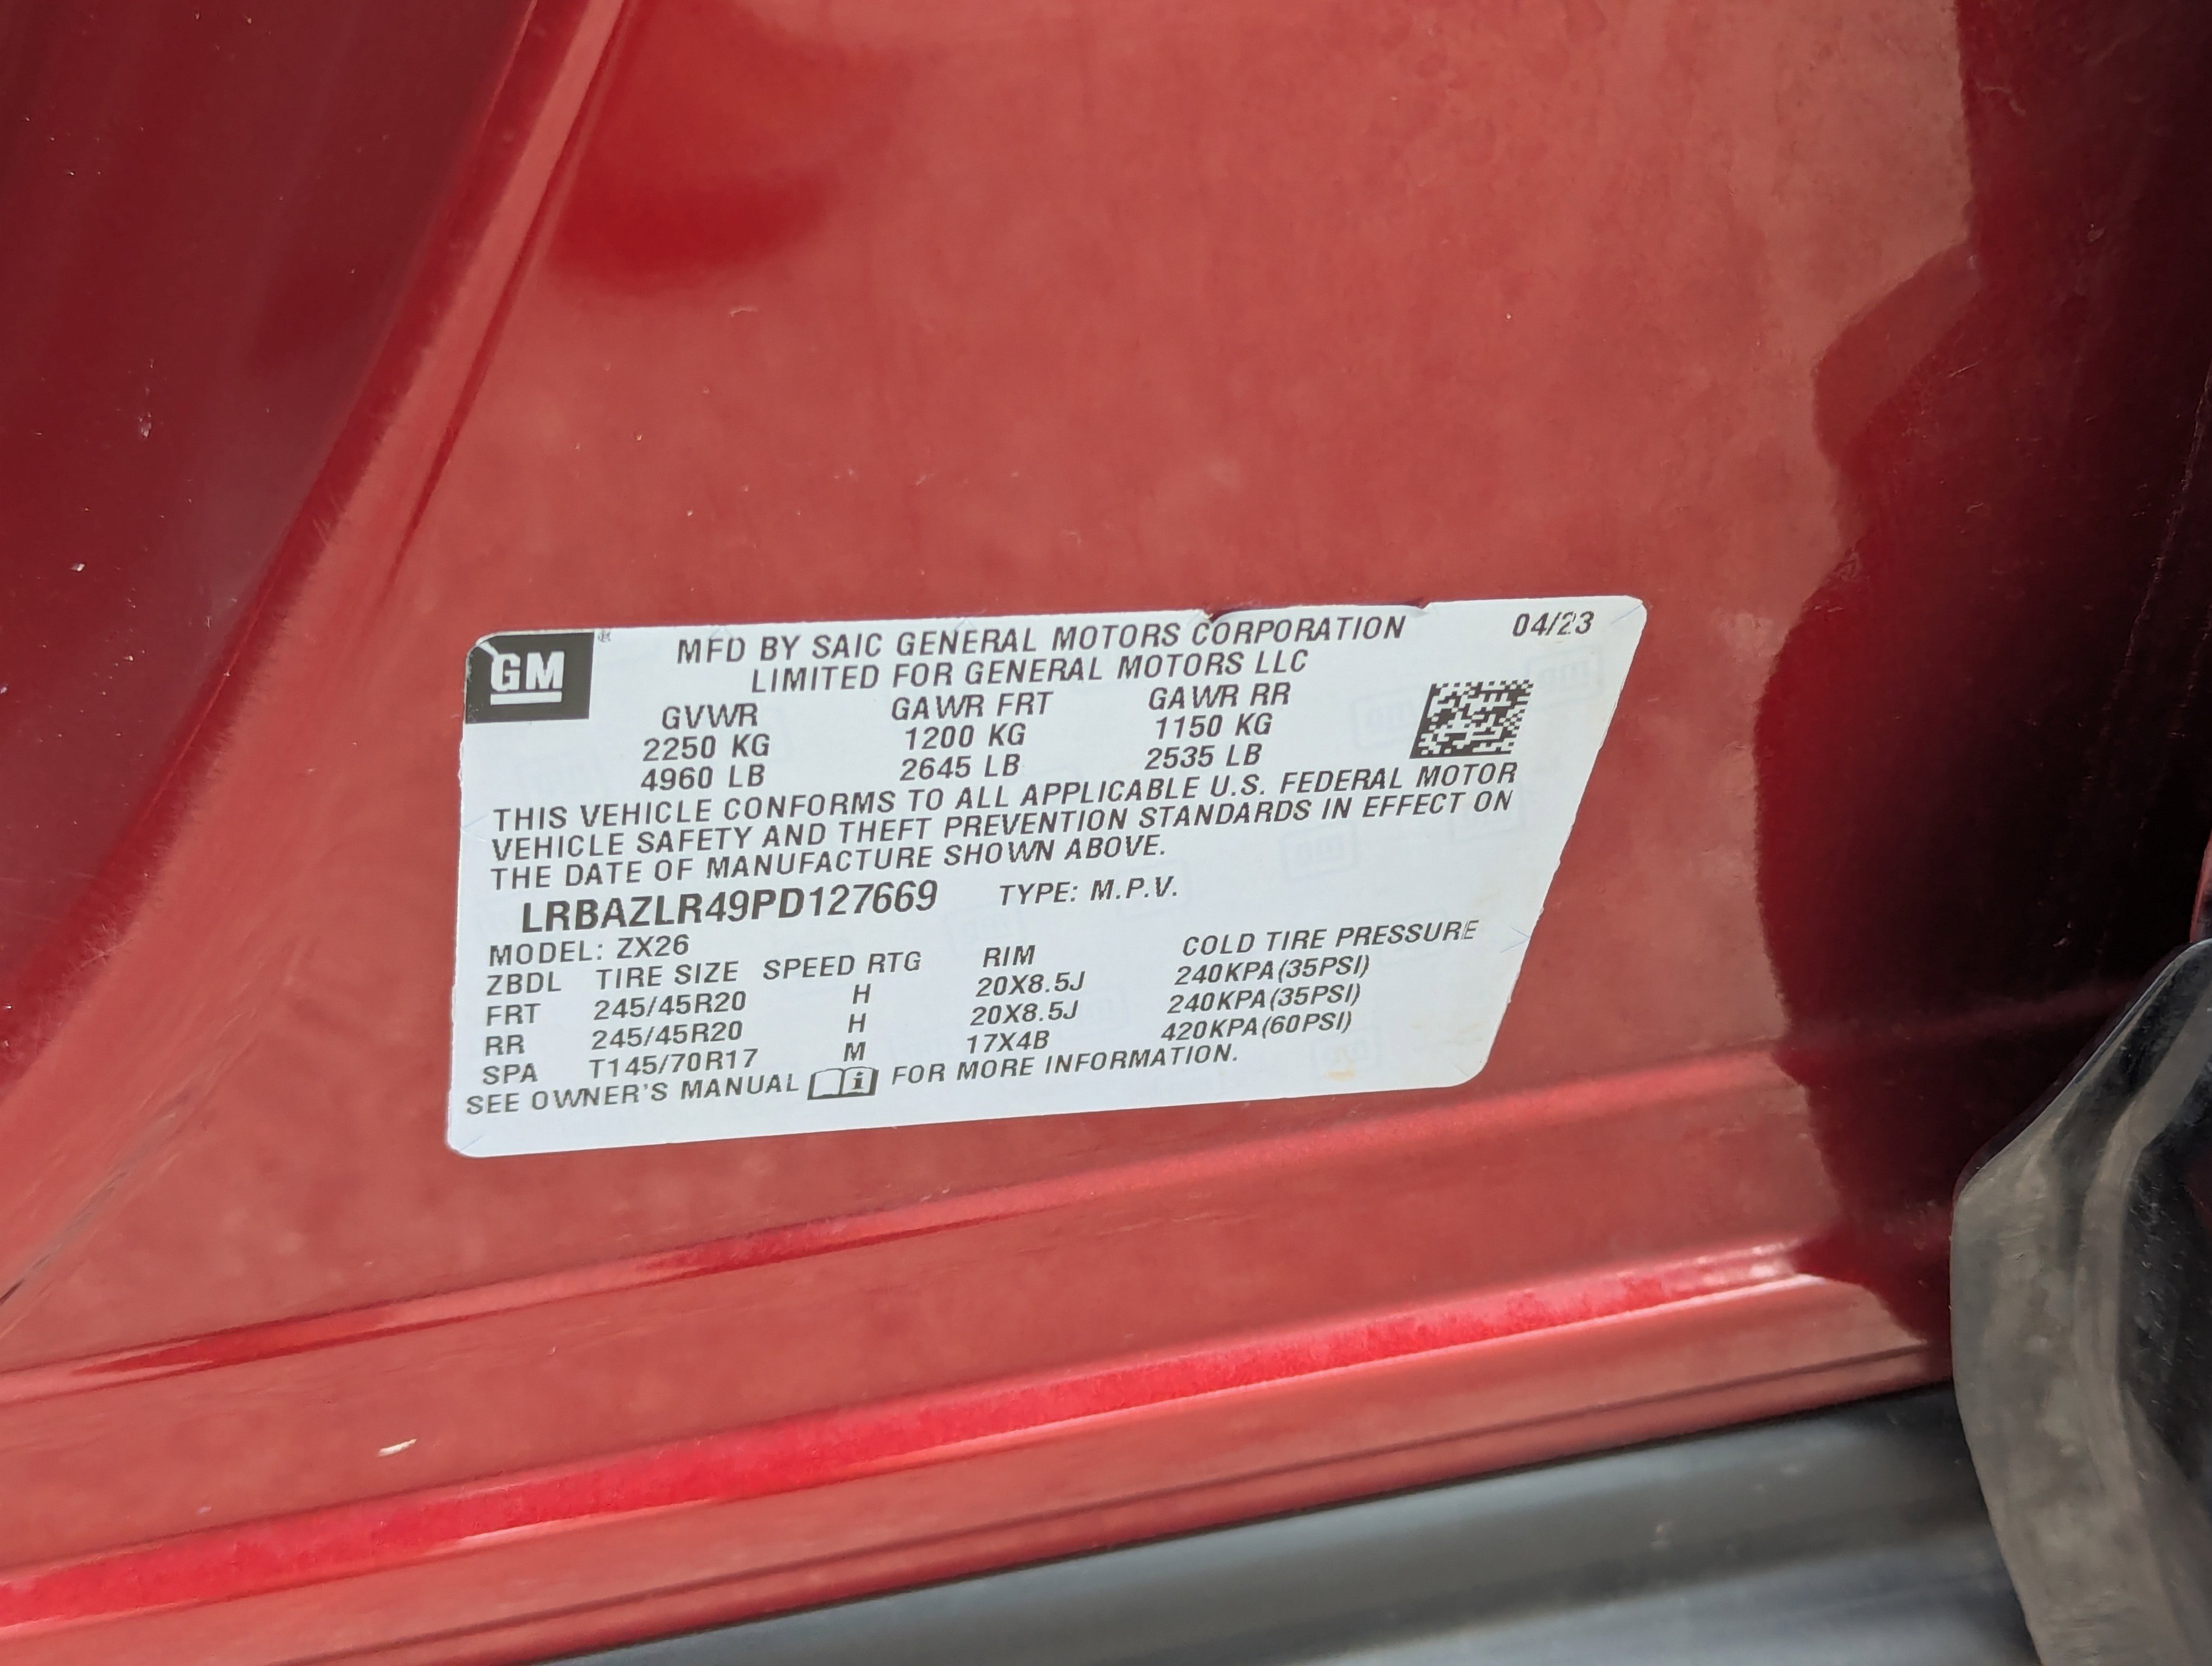 GM ®
MFD BY SAIC GENERAL MOTORS CORPORATION 04/23
LIMITED FOR GENERAL MOTORS LLC
GVWR GAWR FRT GAWR RR
2250 KG 1200 KG 1150 KG
4960 LB 2645 LB 2535 LB
THIS VEHICLE CONFORMS TO ALL APPLICABLE U.S. FEDERAL MOTOR
VEHICLE SAFETY AND THEFT PREVENTION STANDARDS IN EFFECT ON
THE DATE OF MANUFACTURE SHOWN ABOVE.
LRBAZLR49PD127669 TYPE: M.P.V.
MODEL: ZX26
ZBDL TIRE SIZE SPEED RTG RIM COLD TIRE PRESSURE
FRT 245/45R20 H 20X8.5J 240KPA(35PSI)
RR 245/45R20 H 20X8.5J 240KPA(35PSI)
SPA T145/70R17 M 17X4B 420KPA(60PSI)
SEE OWNER'S MANUAL i FOR MORE INFORMATION.